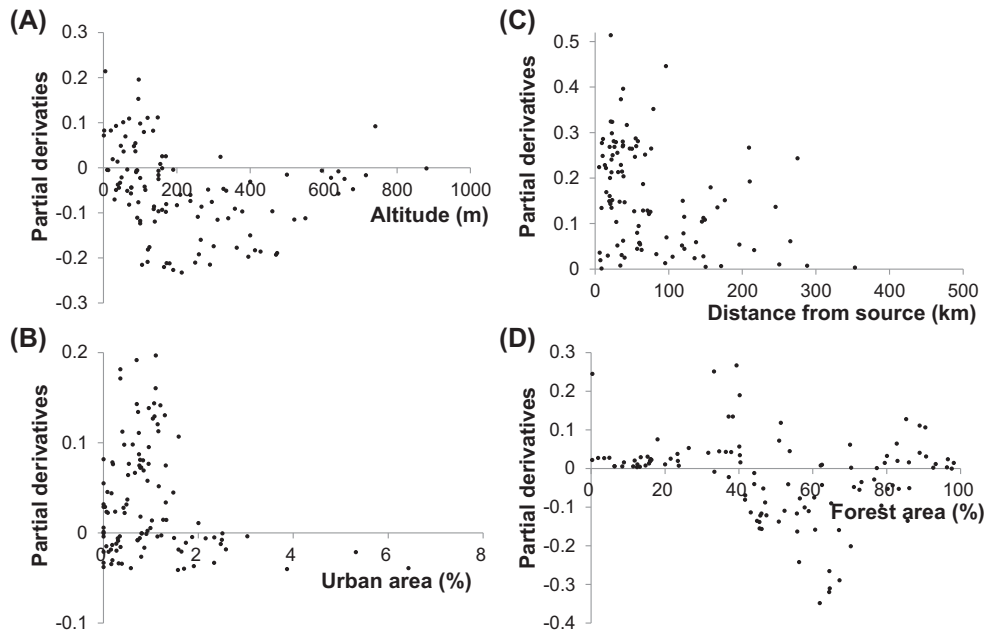 (A)
Partial derivaties
0.3
0.2
0.1
0
-0.1
-0.2
-0.3
0 200 400 600 800 1000
Altitude (m)
(C)
Partial derivatives
0.5
0.4
0.3
0.2
0.1
0
0 100 200 300 400 500
Distance from source (km)
(B)
Partial derivatives
0.2
0.1
0
-0.1
0 2 4 6 8
Urban area (%)
(D)
Partial derivatives
0.3
0.2
0.1
0
-0.1
-0.2
-0.3
-0.4
0 20 40 60 80 100
Forest area (%)